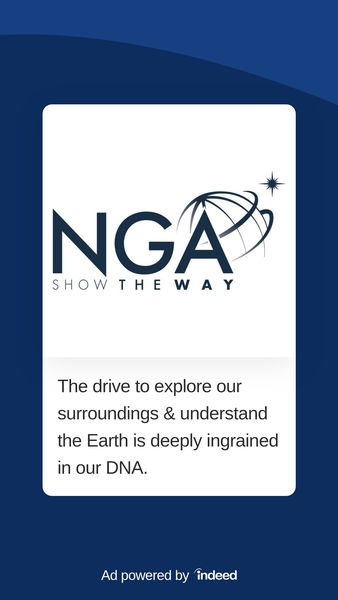 NGA
SHOW THE WAY
The drive to explore our
surroundings & understand
the Earth is deeply ingrained
in our DNA.
Ad powered by indeed